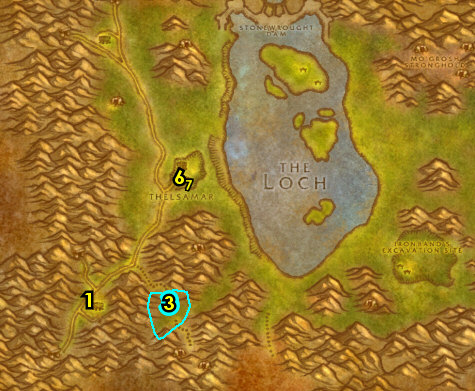 STONEWROUGHT
DAM
MO'GROSH
STRONGHOLD
THE
LOCH
6
7
THELSAMAR
IRONBAND'S
EXCAVATION SITE
1
3